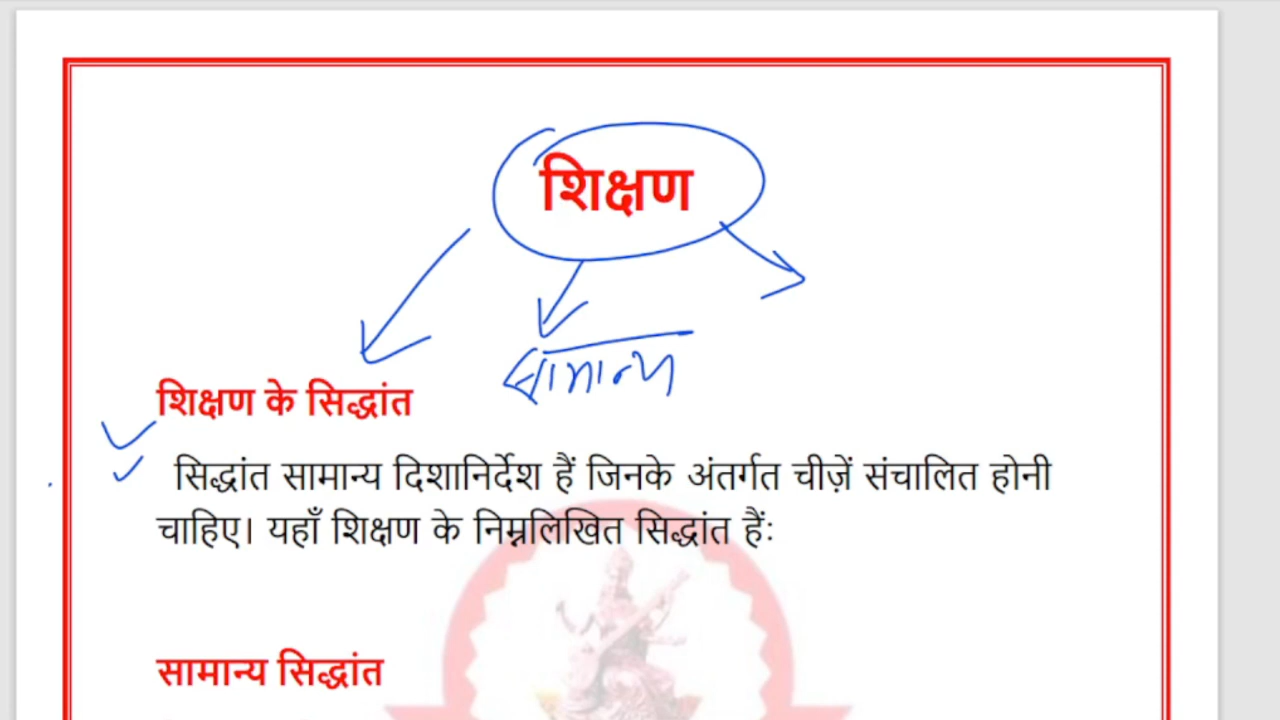 शिक्षण
सामान्य
शिक्षण के सिद्धांत
सिद्धांत सामान्य दिशानिर्देश हैं जिनके अंतर्गत चीज़ें संचालित होनी
चाहिए। यहाँ शिक्षण के निम्नलिखित सिद्धांत हैंः
सामान्य सिद्धांत